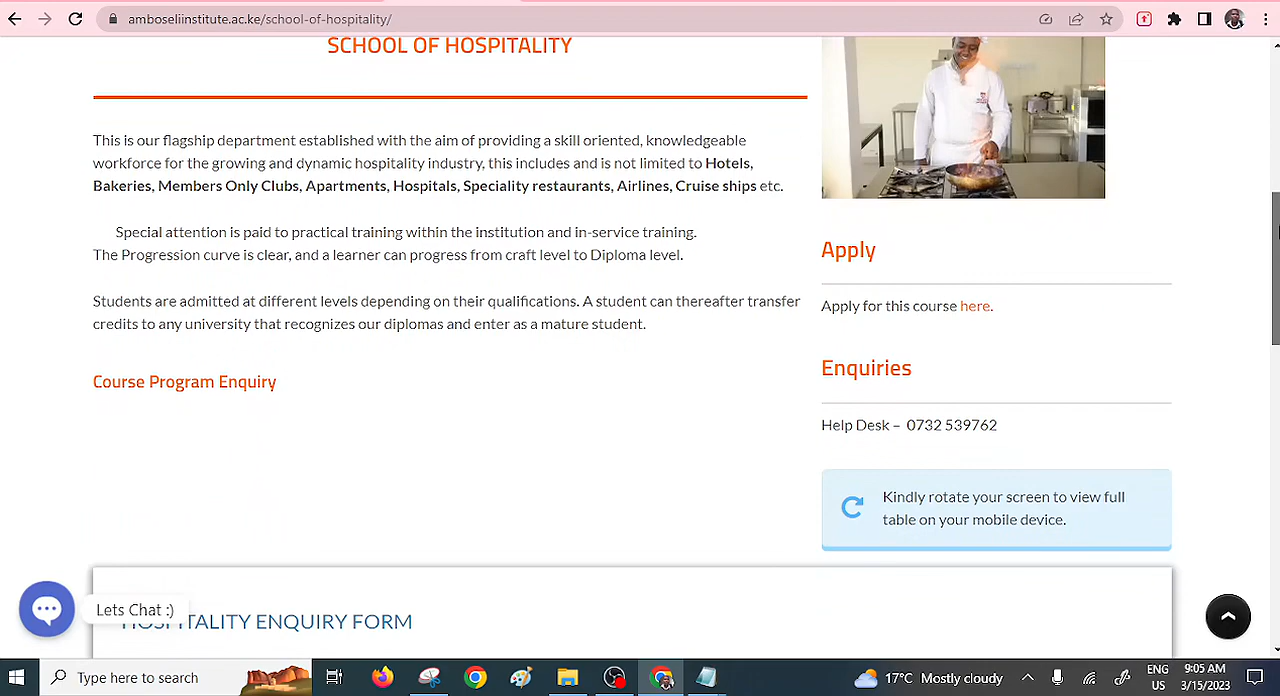 amboseliinstitute.ac.ke/school-of-hospitality/
SCHOOL OF HOSPITALITY
This is our flagship department established with the aim of providing a skill oriented, knowledgeable
workforce for the growing and dynamic hospitality industry, this includes and is not limited to Hotels,
Bakeries, Members Only Clubs, Apartments, Hospitals, Speciality restaurants, Airlines, Cruise ships etc.
Special attention is paid to practical training within the institution and in-service training.
The Progression curve is clear, and a learner can progress from craft level to Diploma level.
Students are admitted at different levels depending on their qualifications. A student can thereafter transfer
credits to any university that recognizes our diplomas and enter as a mature student.
Course Program Enquiry
Apply
Apply for this course here.
Enquiries
Help Desk – 0732 539762
Kindly rotate your screen to view full
table on your mobile device.
Lets Chat :)
HOSPITALITY ENQUIRY FORM
Type here to search
17°C Mostly cloudy
ENG
US
9:05 AM
3/15/2023